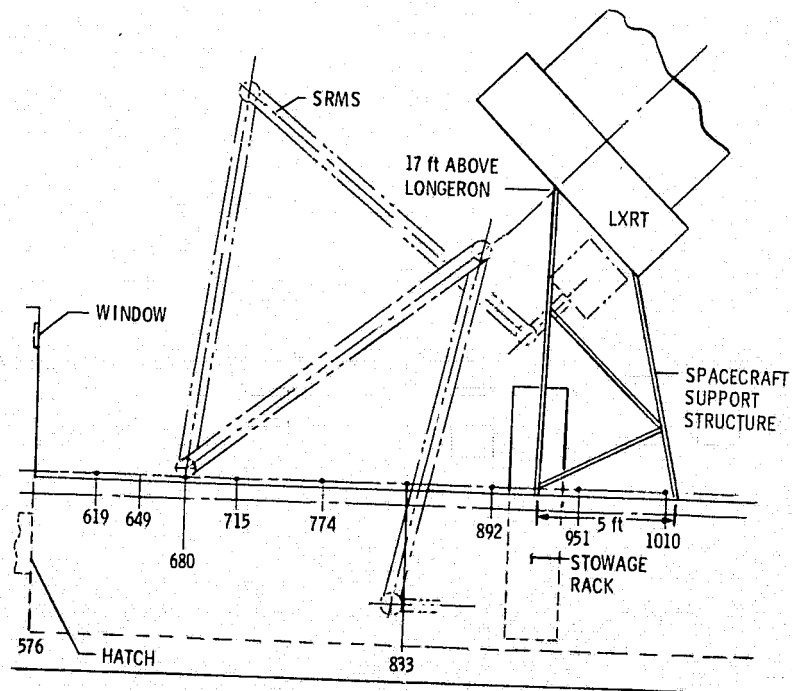 SRMS
17 ft ABOVE
LONGERON
LXRT
WINDOW
SPACECRAFT
SUPPORT
STRUCTURE
619
649
715
774
892
951
1010
680
5 ft
STOWAGE
RACK
576
HATCH
833